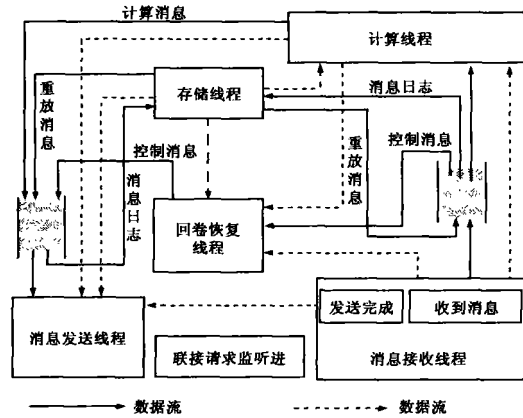 计算消息
计算线程
存储线程
消息日志
重放消息
控制消息
控制消息
消息日志
重放消息
回卷恢复
线程
发送完成
收到消息
消息发送线程
联接请求监听进
消息接收线程
数据流
数据流